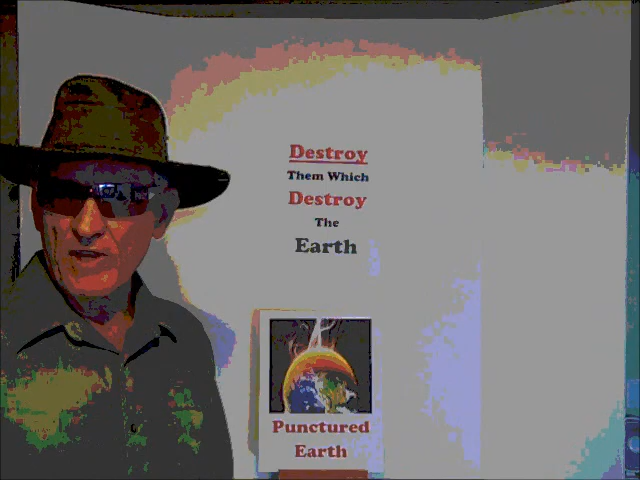 Destroy
Them Which
Destroy
The
Earth
Punctured
Earth